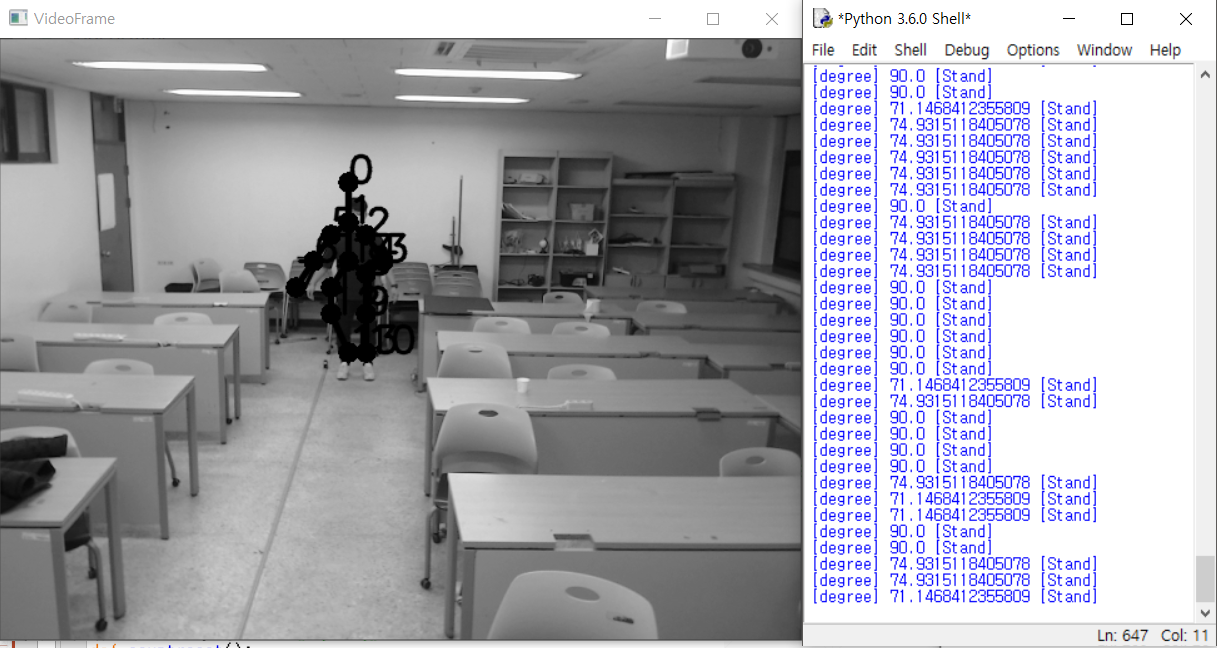 VideoFrame
0
1
2
3
9
10
*Python 3.6.0 Shell*
File Edit Shell Debug Options Window Help
[degree] 90.0 [Stand]
[degree] 90.0 [Stand]
[degree] 71.1468412355809 [Stand]
[degree] 74.9315118405078 [Stand]
[degree] 74.9315118405078 [Stand]
[degree] 74.9315118405078 [Stand]
[degree] 74.9315118405078 [Stand]
[degree] 74.9315118405078 [Stand]
[degree] 90.0 [Stand]
[degree] 74.9315118405078 [Stand]
[degree] 74.9315118405078 [Stand]
[degree] 74.9315118405078 [Stand]
[degree] 74.9315118405078 [Stand]
[degree] 90.0 [Stand]
[degree] 90.0 [Stand]
[degree] 90.0 [Stand]
[degree] 90.0 [Stand]
[degree] 90.0 [Stand]
[degree] 90.0 [Stand]
[degree] 71.1468412355809 [Stand]
[degree] 74.9315118405078 [Stand]
[degree] 90.0 [Stand]
[degree] 90.0 [Stand]
[degree] 90.0 [Stand]
[degree] 90.0 [Stand]
[degree] 74.9315118405078 [Stand]
[degree] 71.1468412355809 [Stand]
[degree] 71.1468412355809 [Stand]
[degree] 90.0 [Stand]
[degree] 90.0 [Stand]
[degree] 74.9315118405078 [Stand]
[degree] 74.9315118405078 [Stand]
[degree] 71.1468412355809 [Stand]
Ln: 647 Col: 11